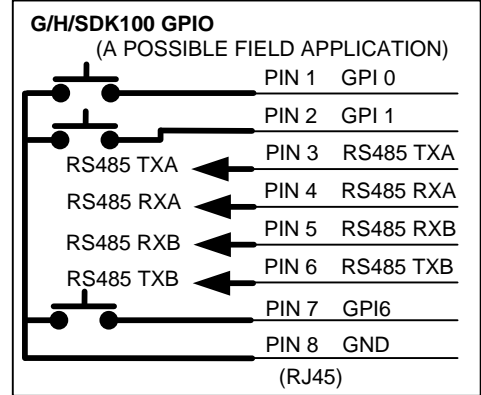 G/H/SDK100 GPIO
(A POSSIBLE FIELD APPLICATION)
PIN 1 GPI 0
PIN 2 GPI 1
RS485 TXA PIN 3 RS485 TXA
RS485 RXA PIN 4 RS485 RXA
RS485 RXB PIN 5 RS485 RXB
RS485 TXB PIN 6 RS485 TXB
PIN 7 GPI6
PIN 8 GND
(RJ45)